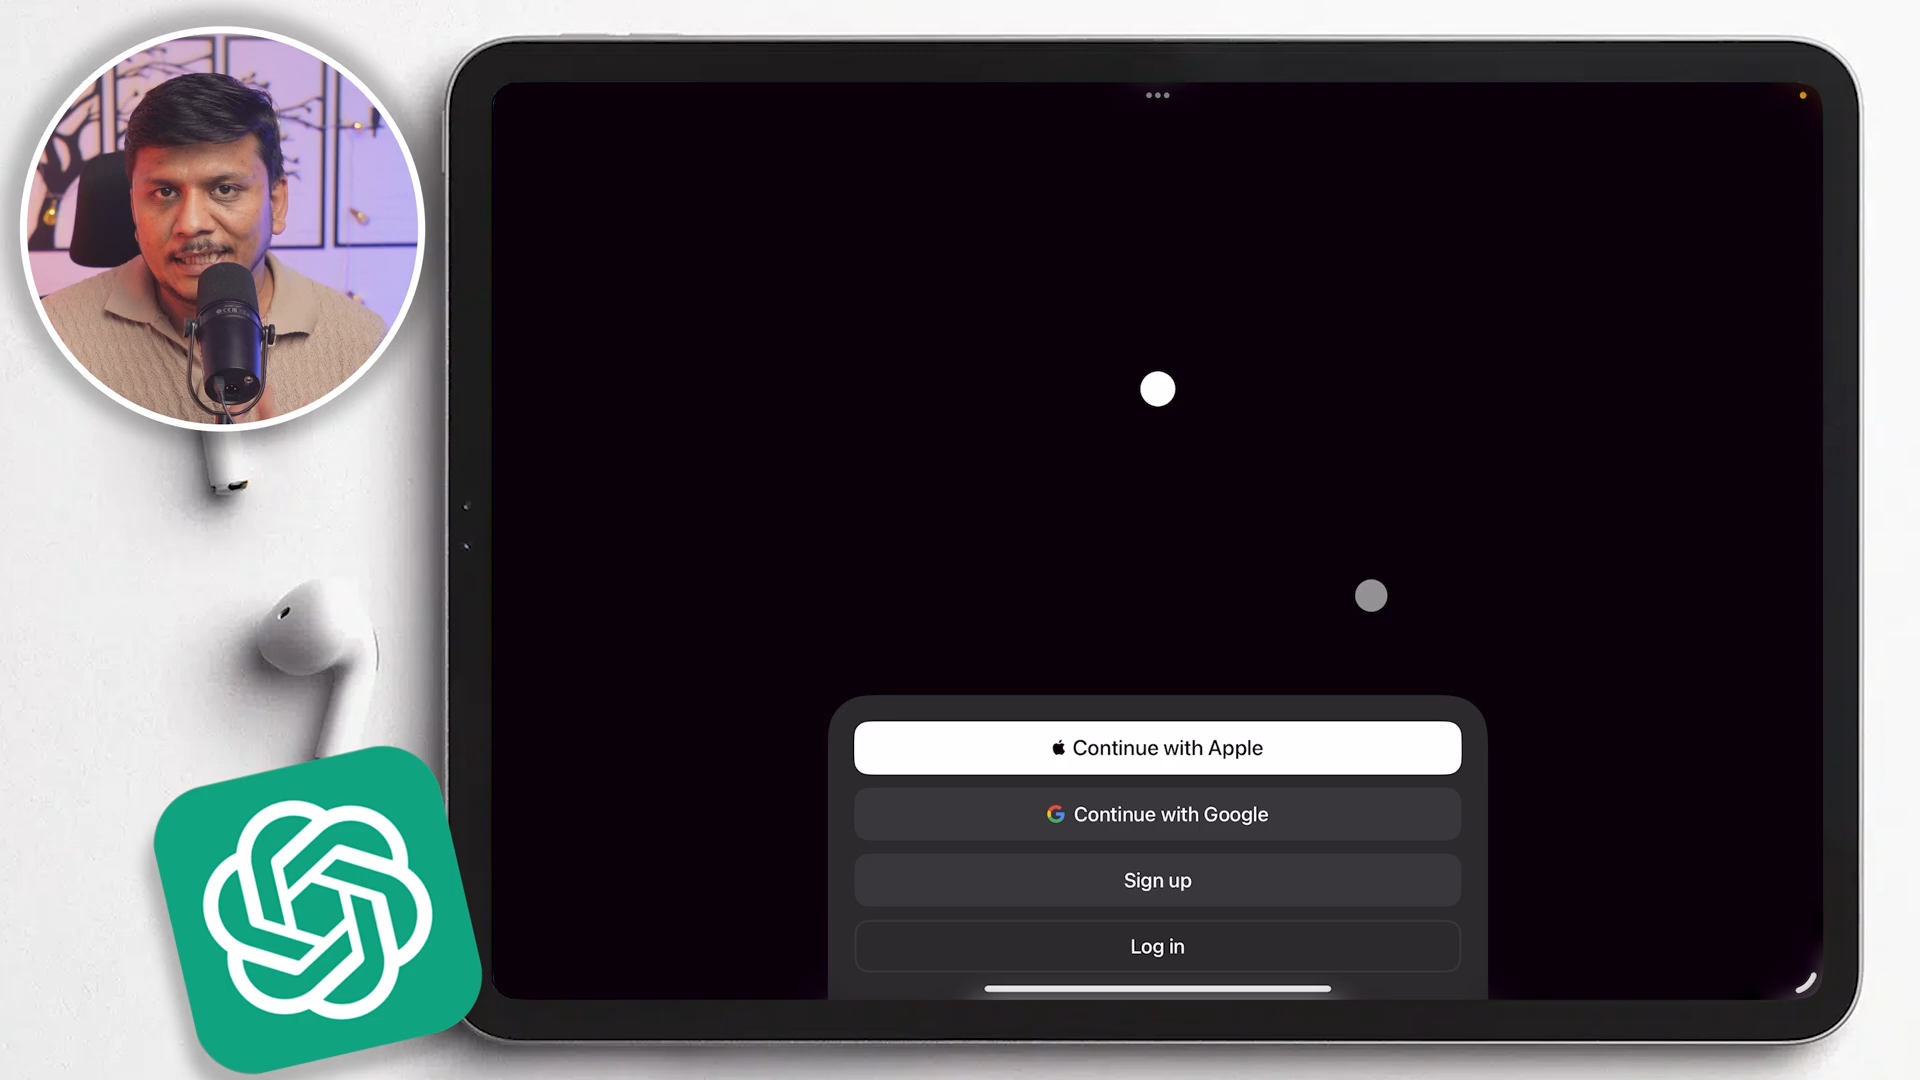 Continue with Apple
Continue with Google
Sign up
Log in